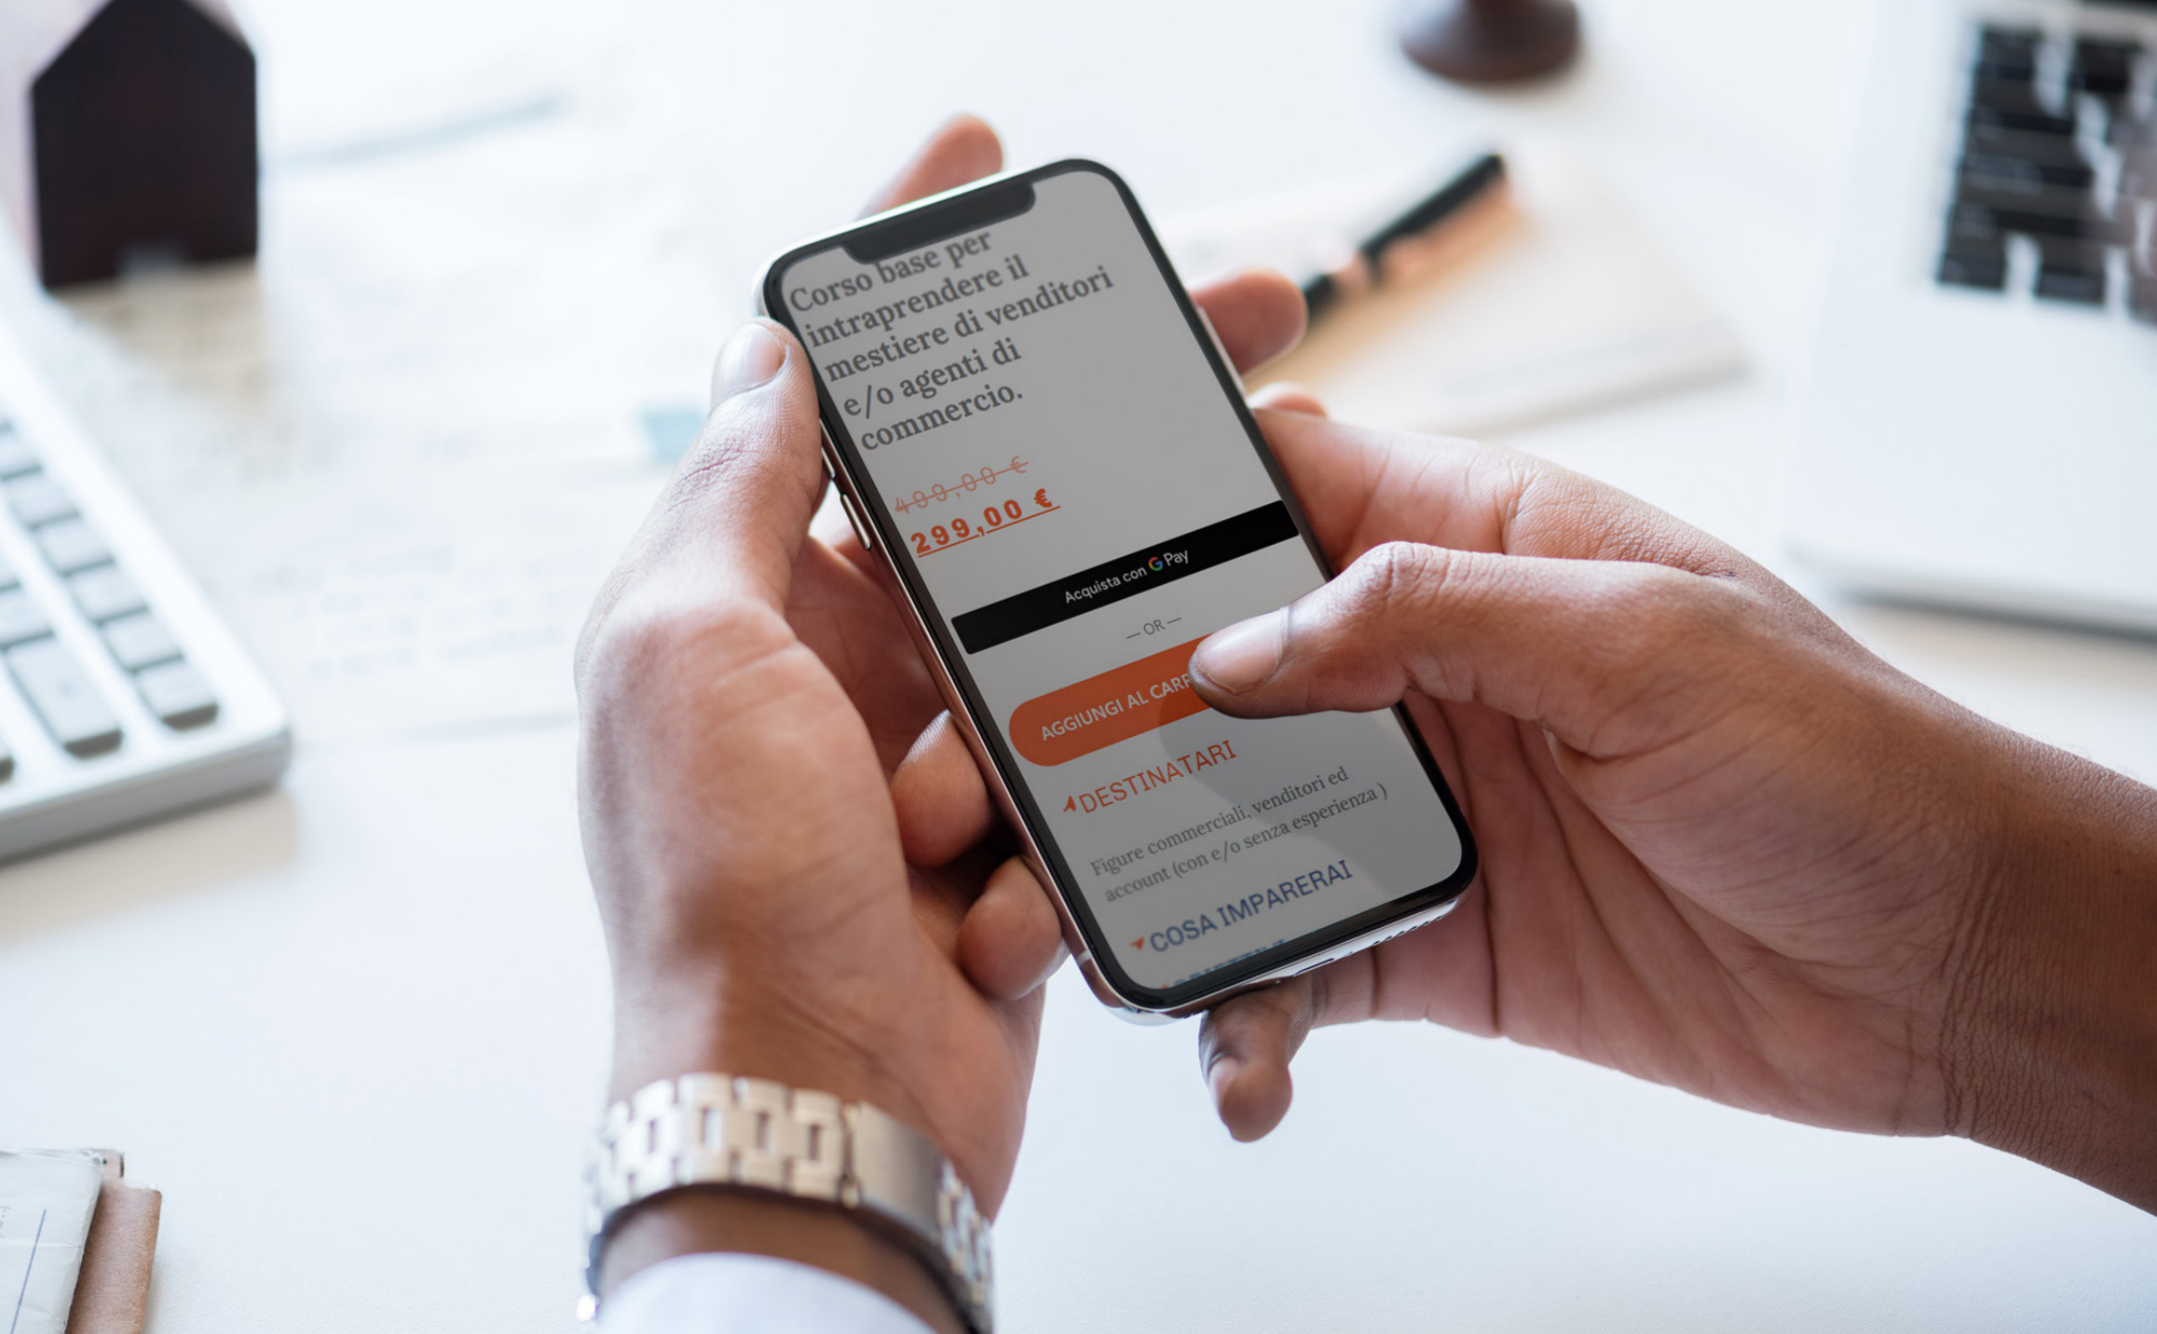 Corso base per
intraprendere il
mestiere di venditori
e/o agenti di
commercio.
499,00 €
299,00 €
Acquista con G Pay
— OR —
AGGIUNGI AL CARR
DESTINATARI
Figure commerciali, venditori ed
account (con e/o senza esperienza )
COSA IMPARERAI